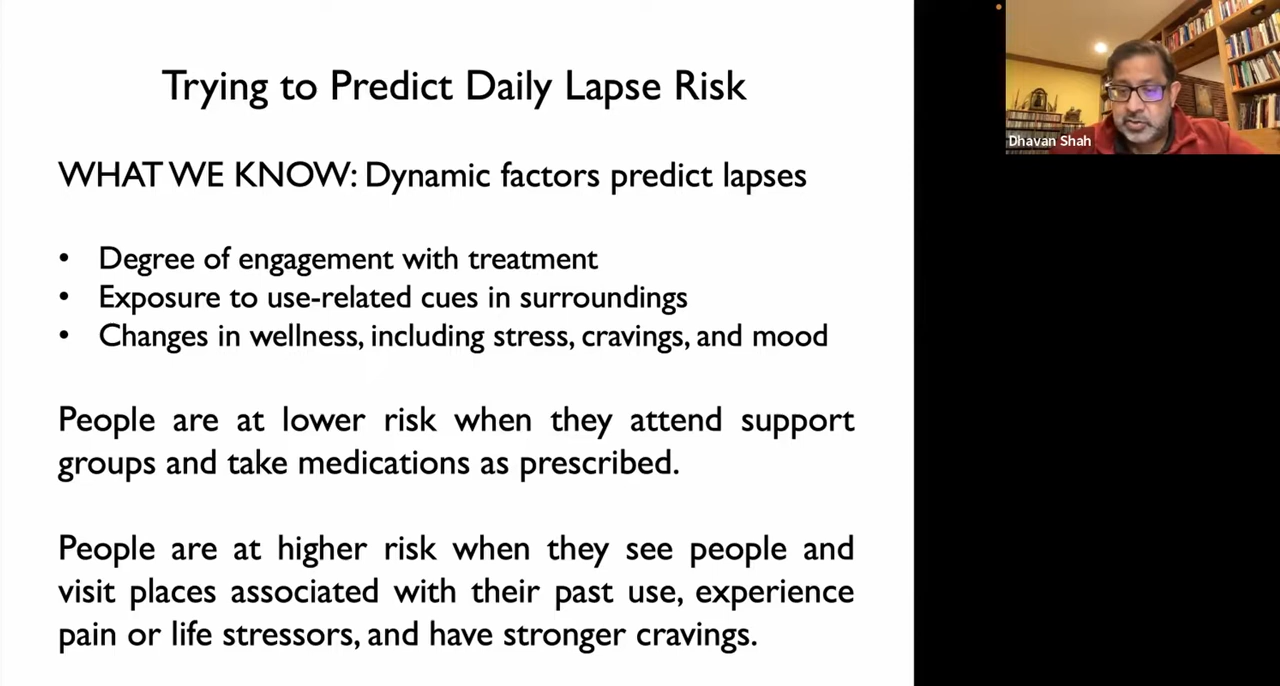 Trying to Predict Daily Lapse Risk
WHAT WE KNOW: Dynamic factors predict lapses
• Degree of engagement with treatment
• Exposure to use-related cues in surroundings
• Changes in wellness, including stress, cravings, and mood
People are at lower risk when they attend support
groups and take medications as prescribed.
People are at higher risk when they see people and
visit places associated with their past use, experience
pain or life stressors, and have stronger cravings.
Dhavan Shah